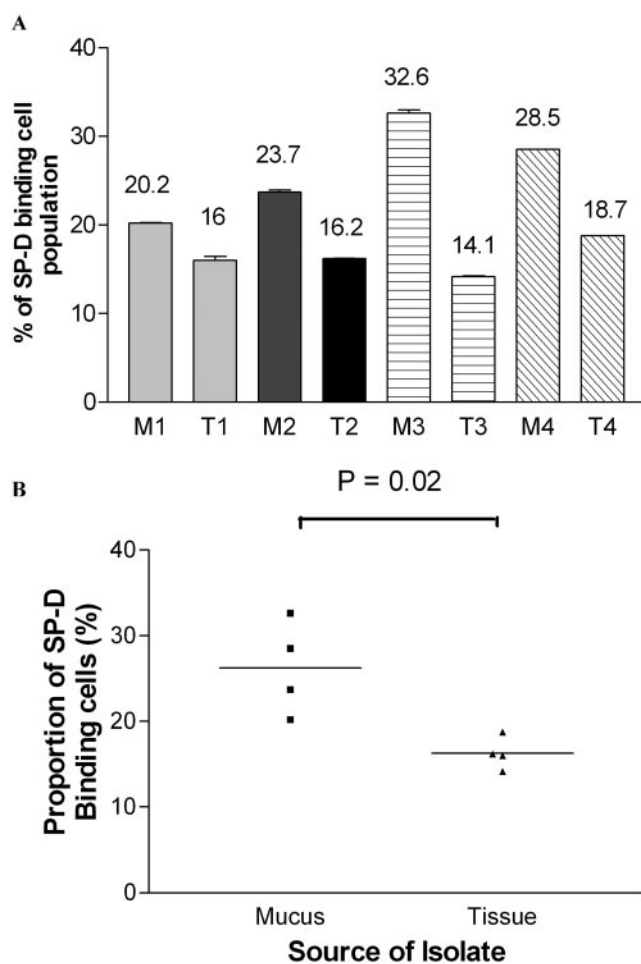 A
% of SP-D binding cell
population
40
30
20
10
0
20.2
16
23.7
16.2
32.6
14.1
28.5
18.7
M1 T1 M2 T2 M3 T3 M4 T4
B
P = 0.02
Proportion of SP-D
Binding cells (%)
40
30
20
10
0
Mucus Tissue
Source of Isolate